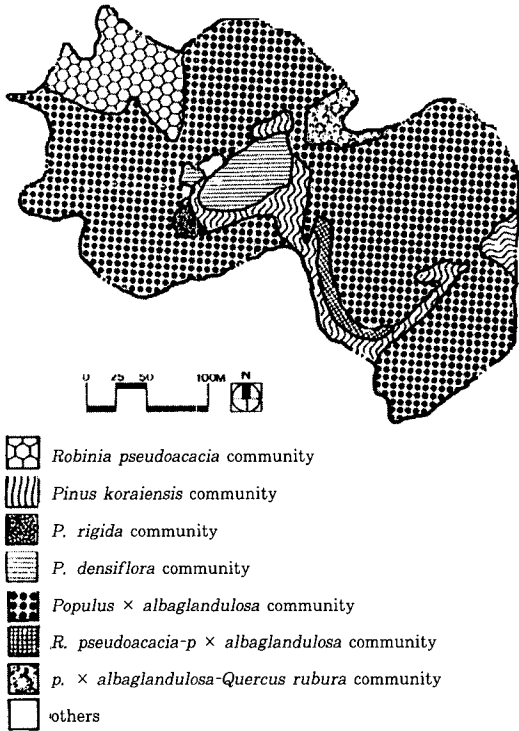 0 25 50 100M N
Robinia pseudoacacia community
Pinus koraiensis community
P. rigida community
P. densiflora community
Populus × albaglandulosa community
R. pseudoacacia-p × albaglandulosa community
p. × albaglandulosa-Quercus rubura community
others